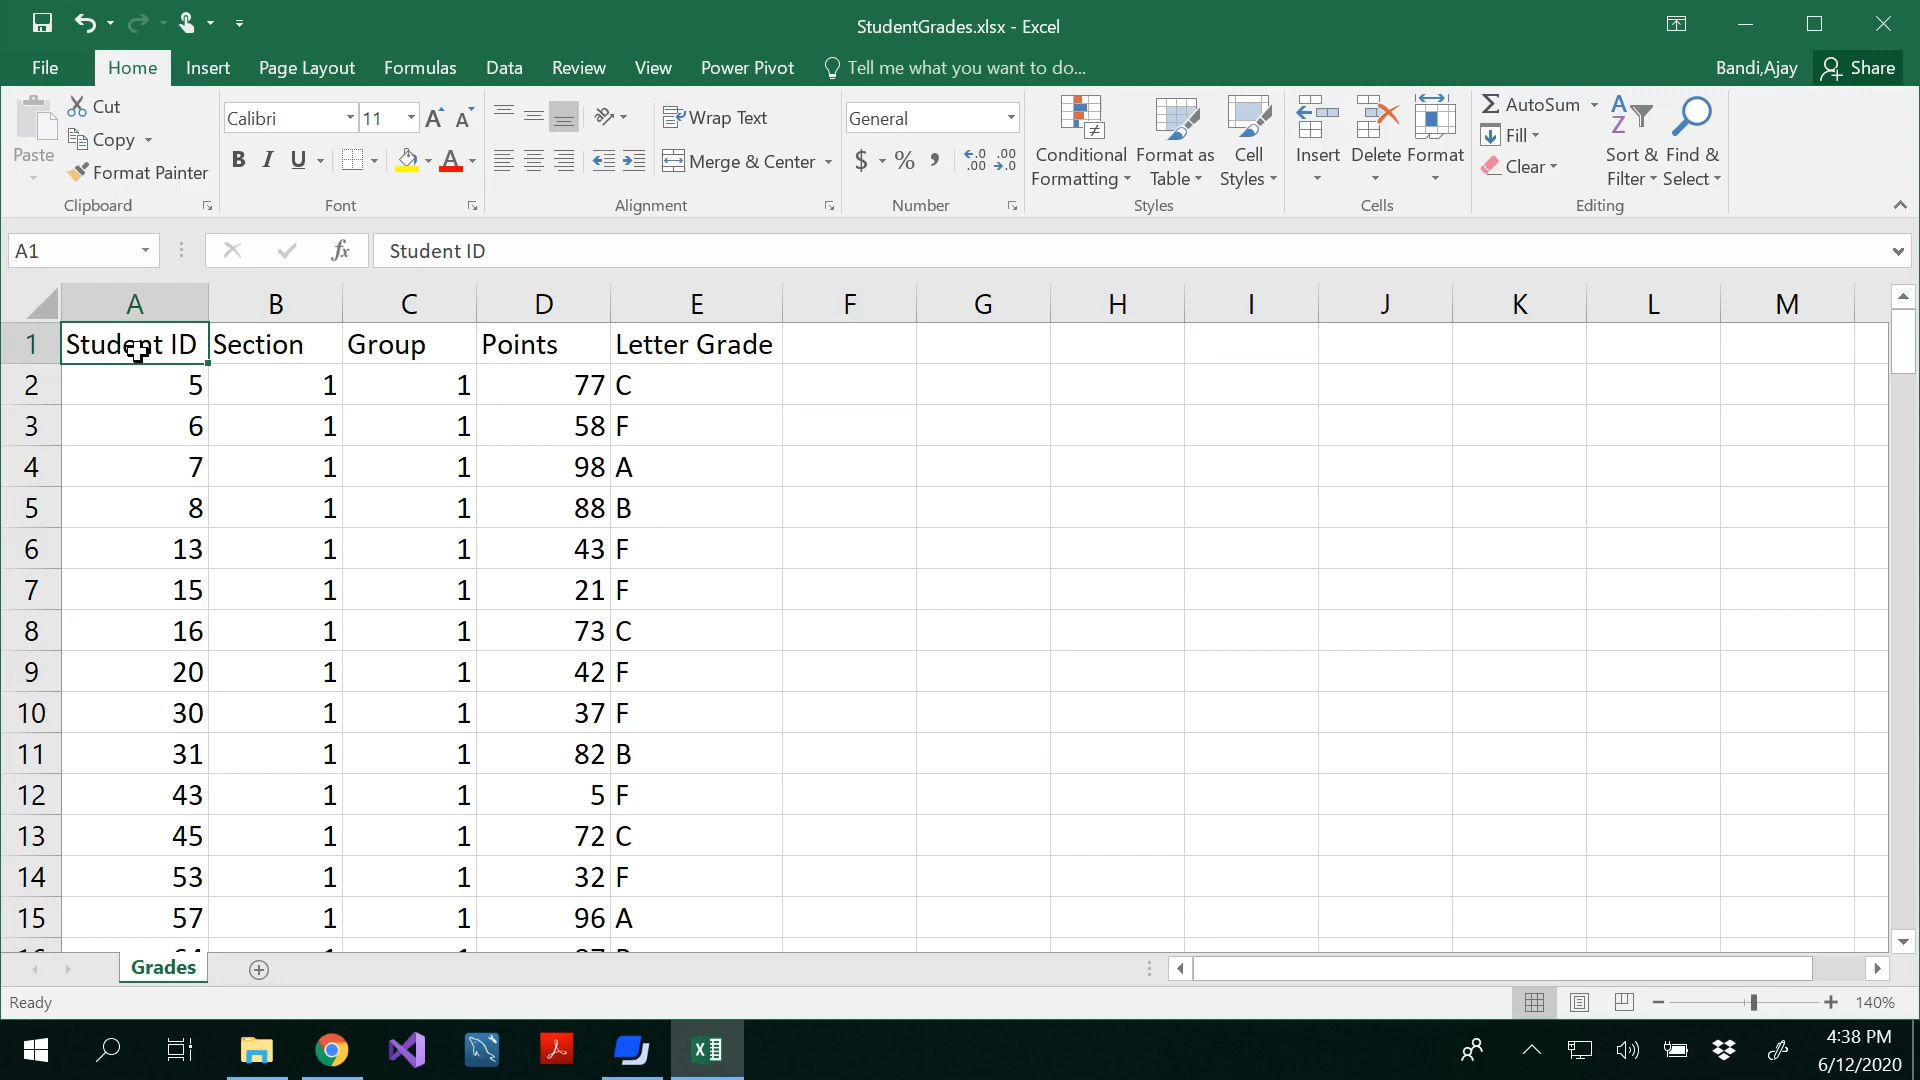 StudentGrades.xlsx - Excel
File Home Insert Page Layout Formulas Data Review View Power Pivot Tell me what you want to do... Bandi,Ajay Share
Paste
Cut
Copy
Format Painter
Clipboard
Calibri 11
B I U
Font
Wrap Text
Merge & Center
Alignment
General
$ % , .00 .00
Number
Conditional Formatting
Format as Table
Cell Styles
Styles
Insert Delete Format
Cells
AutoSum
Fill
Clear
Sort & Filter
Find & Select
Editing
A1 fx Student ID
A B C D E F G H I J K L M
1 Student ID Section Group Points Letter Grade
2 5 1 1 77 C
3 6 1 1 58 F
4 7 1 1 98 A
5 8 1 1 88 B
6 13 1 1 43 F
7 15 1 1 21 F
8 16 1 1 73 C
9 20 1 1 42 F
10 30 1 1 37 F
11 31 1 1 82 B
12 43 1 1 5 F
13 45 1 1 72 C
14 53 1 1 32 F
15 57 1 1 96 A
Grades
Ready 140%
4:38 PM
6/12/2020